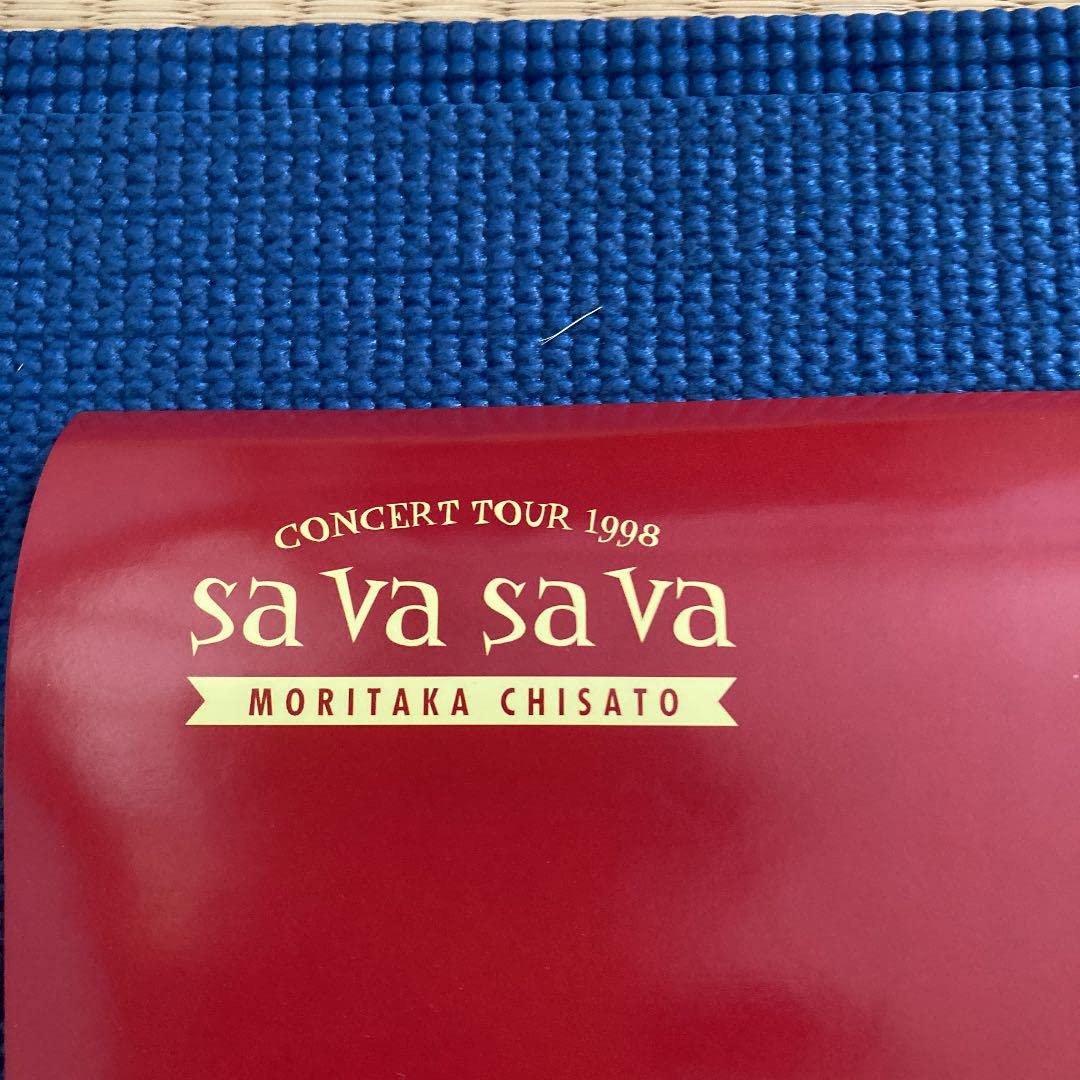 CONCERT TOUR 1998
sa va sa va
MORITAKA CHISATO